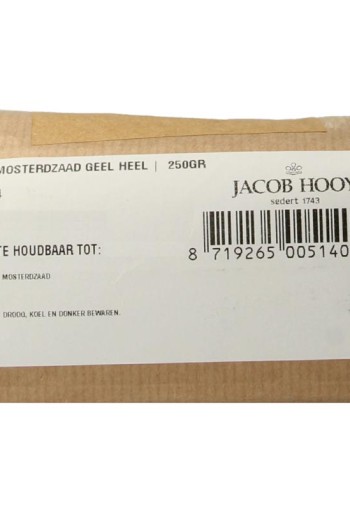 MOSTERDZAAD GEEL HEEL | 250GR
JACOB HOOY
sedert 1743
TE HOUDBAAR TOT:
8 719265 005140
MOSTERDZAAD
DROOG, KOEL EN DONKER BEWAREN.